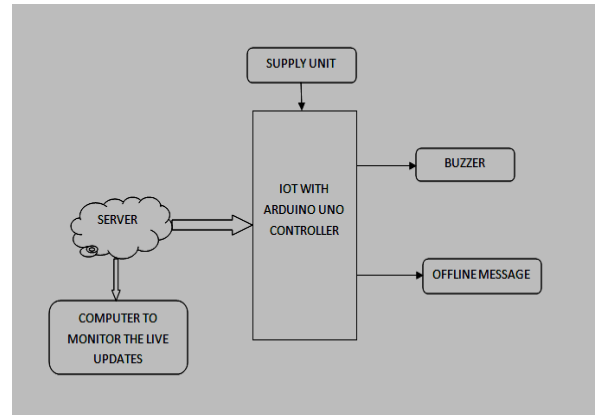 SUPPLY UNIT
IOT WITH
ARDUINO UNO
CONTROLLER
BUZZER
SERVER
OFFLINE MESSAGE
COMPUTER TO
MONITOR THE LIVE
UPDATES